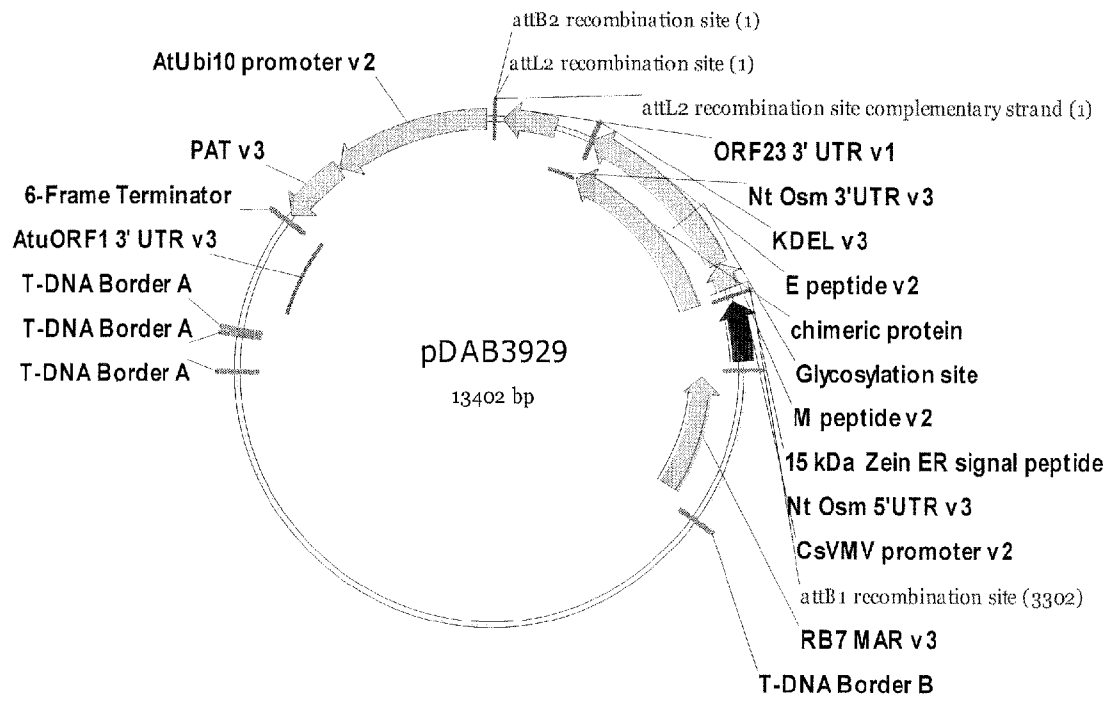 attB2 recombination site (1)
attL2 recombination site (1)
attL2 recombination site complementary strand (1)
AtUbi10 promoter v2
PAT v3
6-Frame Terminator
AtuORF1 3' UTR v3
T-DNA Border A
T-DNA Border A
T-DNA Border A
pDAB3929
13402 bp
ORF23 3' UTR v1
Nt Osm 3'UTR v3
KDEL v3
E peptide v2
chimeric protein
Glycosylation site
M peptide v2
15 kDa Zein ER signal peptide
Nt Osm 5'UTR v3
CsVMV promoter v2
attB1 recombination site (3302)
RB7 MAR v3
T-DNA Border B